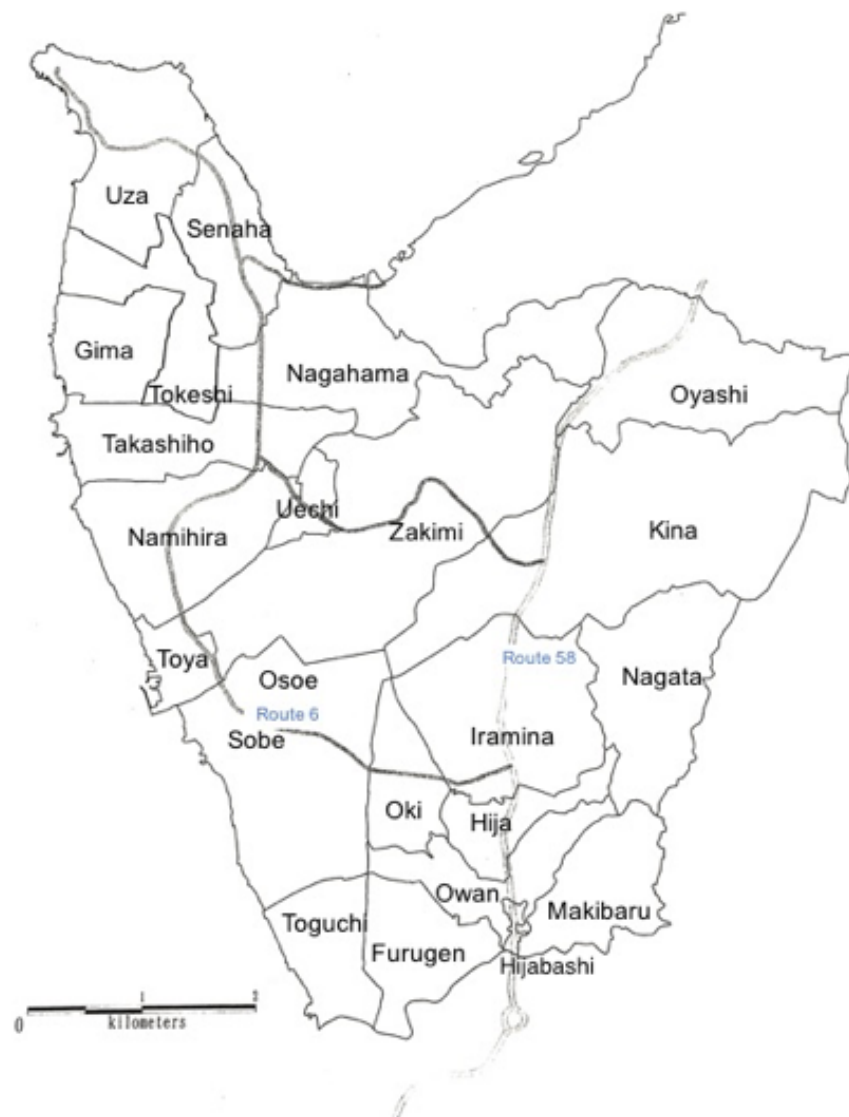 Uza
Senaha
Gima
Nagahama
Tokeshi
Oyashi
Takashiho
Uechi
Namihira
Zakimi
Kina
Toya
Route 58
Osoe
Nagata
Route 6
Sobe
Iramina
Oki
Hija
Owan
Makibaru
Toguchi
Furugen
Hijabashi
0 1 2
kilometers